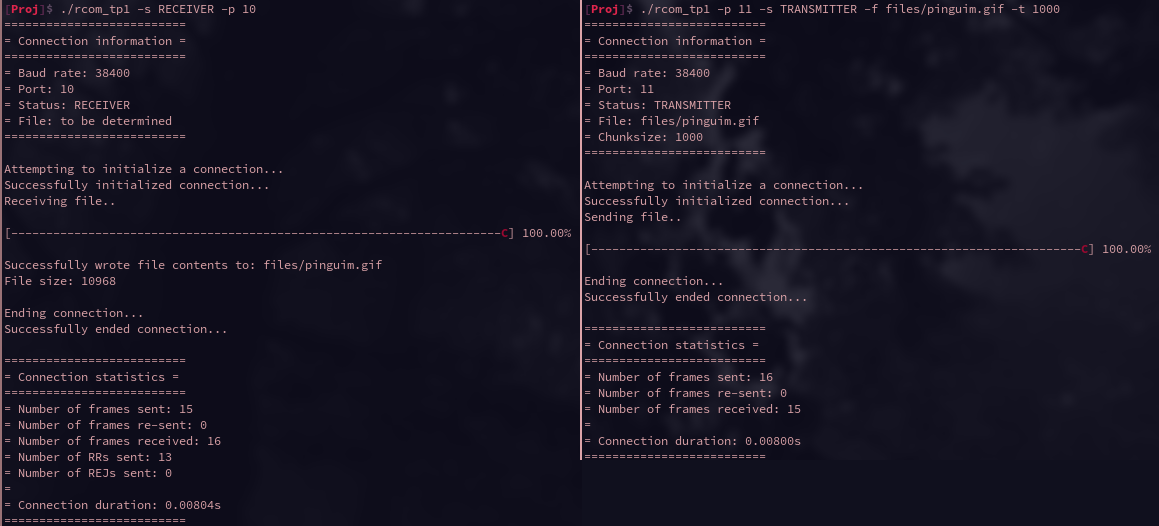 [Proj]$ ./rcom_tp1 -s RECEIVER -p 10
==========================
= Connection information =
==========================
= Baud rate: 38400
= Port: 10
= Status: RECEIVER
= File: to be determined
==========================
Attempting to initialize a connection...
Successfully initialized connection...
Receiving file..
[----------------------------------------------------------------------C] 100.00%
Successfully wrote file contents to: files/pinguim.gif
File size: 10968
Ending connection...
Successfully ended connection...
==========================
= Connection statistics =
==========================
= Number of frames sent: 15
= Number of frames re-sent: 0
= Number of frames received: 16
= Number of RRs sent: 13
= Number of REJs sent: 0
=
= Connection duration: 0.00804s
==========================
[Proj]$ ./rcom_tp1 -p 11 -s TRANSMITTER -f files/pinguim.gif -t 1000
==========================
= Connection information =
==========================
= Baud rate: 38400
= Port: 11
= Status: TRANSMITTER
= File: files/pinguim.gif
= Chunksize: 1000
==========================
Attempting to initialize a connection...
Successfully initialized connection...
Sending file..
[----------------------------------------------------------------------C] 100.00%
Ending connection...
Successfully ended connection...
==========================
= Connection statistics =
==========================
= Number of frames sent: 16
= Number of frames re-sent: 0
= Number of frames received: 15
=
= Connection duration: 0.00800s
==========================